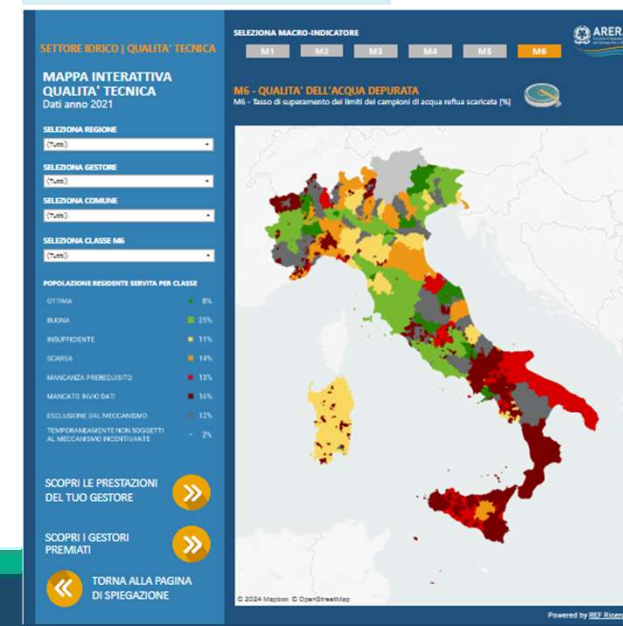 SETTORE IDRICO | QUALITA' TECNICA
MAPPA INTERATTIVA
QUALITA' TECNICA
Dati anno 2021
SELEZIONA REGIONE
(Tutti)
SELEZIONA GESTORE
(Tutti)
SELEZIONA COMUNE
(Tutti)
SELEZIONA CLASSE M6
(Tutti)
POPOLAZIONE RESIDENTE SERVITA PER CLASSE
OTTIMA 8%
BUONA 25%
INSUFFICIENTE 11%
SCARSA 14%
MANCANZA PREREQUISITO 13%
MANCATO INVIO DATI 16%
ESCLUSIONE DAL MECCANISMO 12%
TEMPORANEAMENTE NON SOGGETTI
AL MECCANISMO INCENTIVANTE 2%
SCOPRI LE PRESTAZIONI
DEL TUO GESTORE
SCOPRI I GESTORI
PREMIATI
TORNA ALLA PAGINA
DI SPIEGAZIONE
SELEZIONA MACRO-INDICATORE
M1 M2 M3 M4 M5 M6
ARERA
M6 - QUALITA' DELL'ACQUA DEPURATA
M6 - Tasso di superamento dei limiti dei campioni di acqua reflua scaricata [%]
© 2024 Mapbox © OpenStreetMap
Powered by REF Ricer